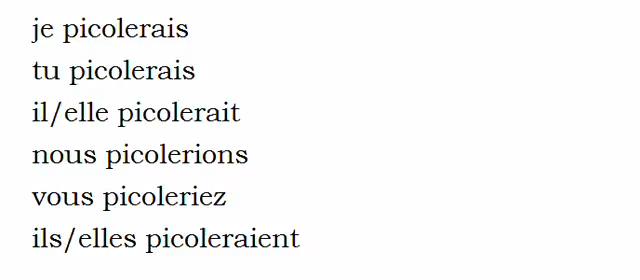 je picolerais
tu picolerais
il/elle picolerait
nous picolerions
vous picoleriez
ils/elles picoleraient